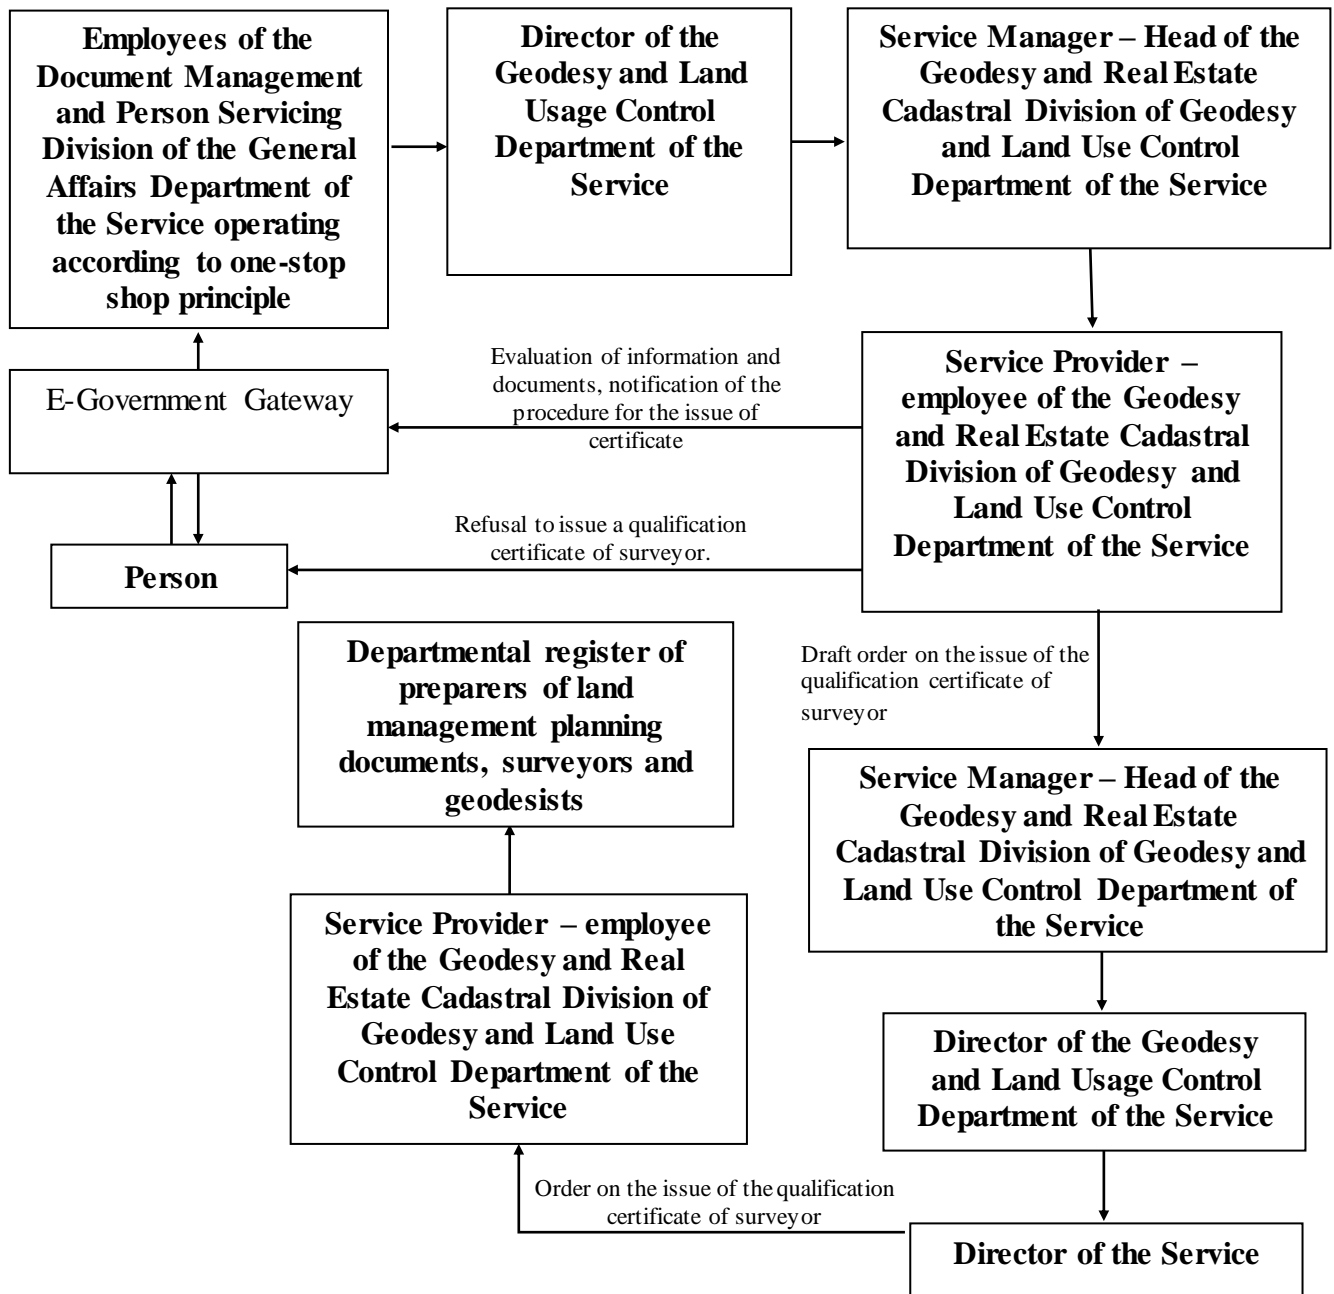 Employees of the
Document Management
and Person Servicing
Division of the General
Affairs Department of
the Service operating
according to one-stop
shop principle
Director of the
Geodesy and Land
Usage Control
Department of the
Service
Service Manager – Head of the
Geodesy and Real Estate
Cadastral Division of Geodesy
and Land Use Control
Department of the Service
E-Government Gateway
Evaluation of information and
documents, notification of the
procedure for the issue of
certificate
Service Provider –
employee of the Geodesy
and Real Estate Cadastral
Division of Geodesy and
Land Use Control
Department of the Service
Refusal to issue a qualification
certificate of surveyor.
Person
Departmental register of
preparers of land
management planning
documents, surveyors and
geodesists
Draft order on the issue of the
qualification certificate of
surveyor
Service Manager – Head of the
Geodesy and Real Estate
Cadastral Division of Geodesy and
Land Use Control Department of
the Service
Service Provider – employee
of the Geodesy and Real
Estate Cadastral Division of
Geodesy and Land Use
Control Department of the
Service
Director of the Geodesy
and Land Usage Control
Department of the Service
Order on the issue of the qualification
certificate of surveyor
Director of the Service